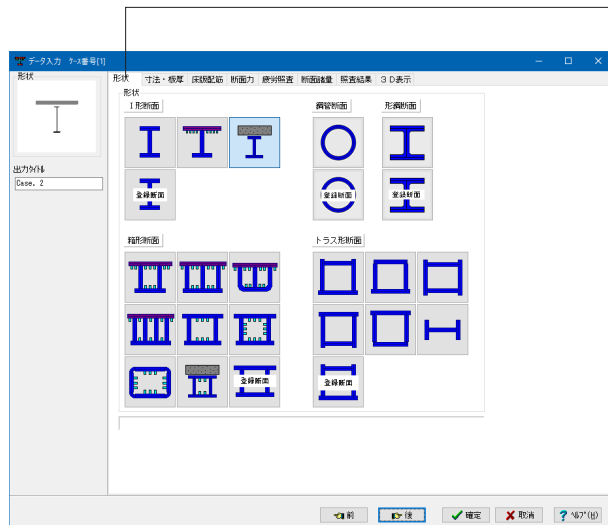 データ入力 ケース番号[1]
形状
出力タイトル
Case. 2
形状 寸法・板厚 床版配筋 断面力 疲労照査 断面諸量 照査結果 3D表示
形状
I形断面
登録断面
鋼管断面
登録断面
形鋼断面
登録断面
箱形断面
登録断面
トラス形断面
登録断面
前 後 確定 取消 ヘルプ(H)